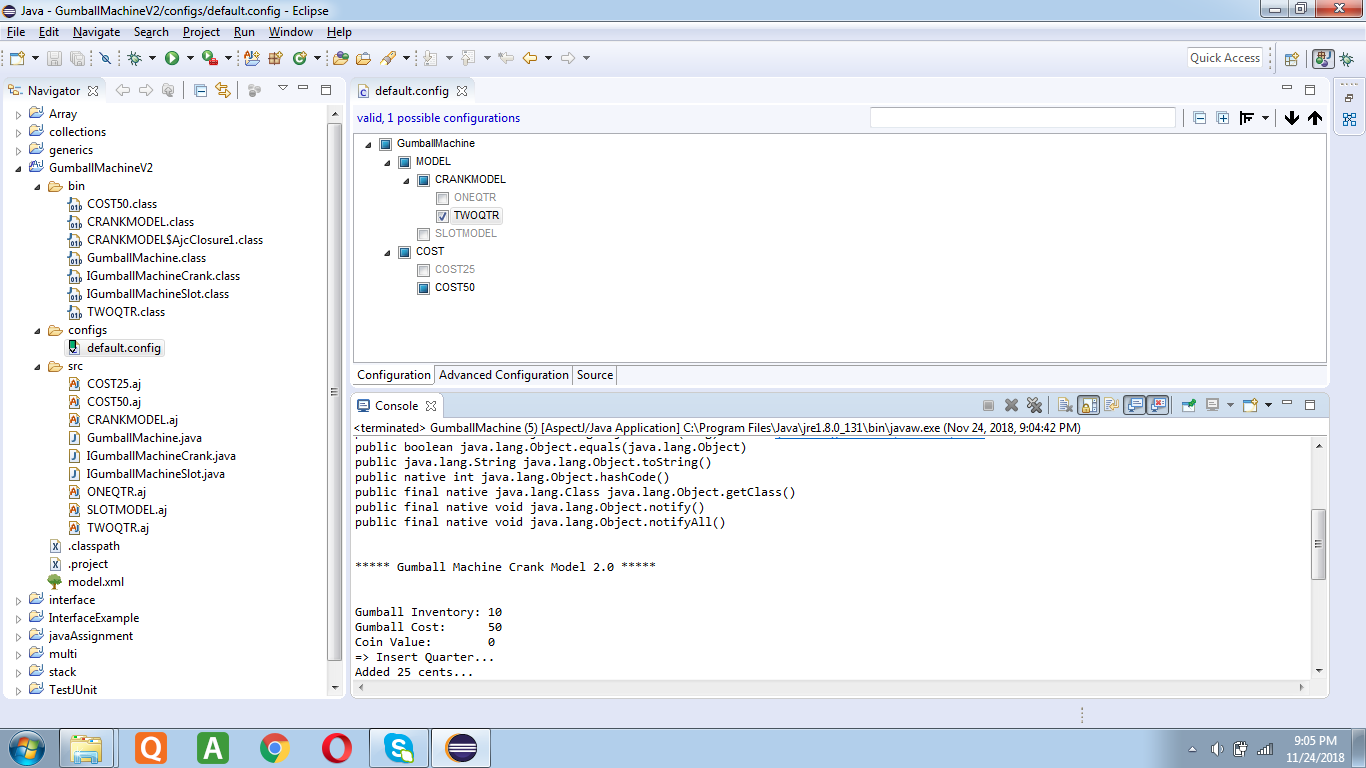 Java - GumballMachineV2/configs/default.config - Eclipse
File Edit Navigate Search Project Run Window Help
Quick Access
Navigator
Array
collections
generics
GumballMachineV2
bin
COST50.class
CRANKMODEL.class
CRANKMODEL$AjcClosure1.class
GumballMachine.class
IGumballMachineCrank.class
IGumballMachineSlot.class
TWOQTR.class
configs
default.config
src
COST25.aj
COST50.aj
CRANKMODEL.aj
GumballMachine.java
IGumballMachineCrank.java
IGumballMachineSlot.java
ONEQTR.aj
SLOTMODEL.aj
TWOQTR.aj
.classpath
.project
model.xml
interface
InterfaceExample
javaAssignment
multi
stack
TestJUnit
default.config
valid, 1 possible configurations
GumballMachine
MODEL
CRANKMODEL
ONEQTR
TWOQTR
SLOTMODEL
COST
COST25
COST50
Configuration Advanced Configuration Source
Console
<terminated> GumballMachine (5) [AspectJ/Java Application] C:\Program Files\Java\jre1.8.0_131\bin\javaw.exe (Nov 24, 2018, 9:04:42 PM)
public boolean java.lang.Object.equals(java.lang.Object)
public java.lang.String java.lang.Object.toString()
public native int java.lang.Object.hashCode()
public final native java.lang.Class java.lang.Object.getClass()
public final native void java.lang.Object.notify()
public final native void java.lang.Object.notifyAll()
***** Gumball Machine Crank Model 2.0 *****
Gumball Inventory: 10
Gumball Cost: 50
Coin Value: 0
=> Insert Quarter...
Added 25 cents...
Q A S
9:05 PM
11/24/2018